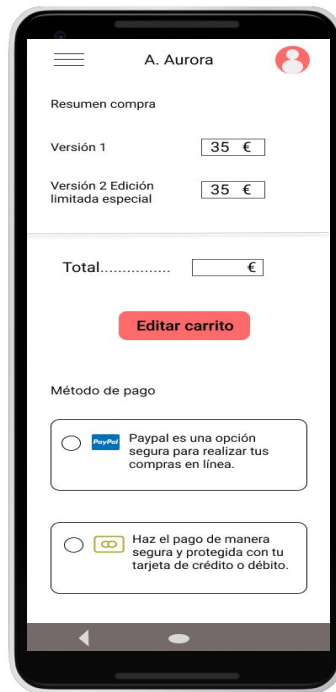 A. Aurora
Resumen compra
Versión 1
35 €
Versión 2 Edición
limitada especial
35 €
Total................ €
Editar carrito
Método de pago
PayPal
Paypal es una opción
segura para realizar tus
compras en línea.
Haz el pago de manera
segura y protegida con tu
tarjeta de crédito o débito.